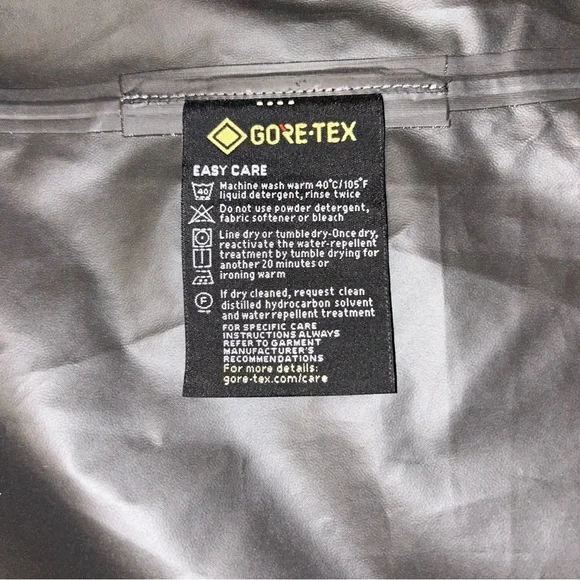 GORE-TEX
EASY CARE
40
Machine wash warm 40°C/105°F
liquid detergent, rinse twice
Do not use powder detergent,
fabric softener or bleach
Line dry or tumble dry-Once dry,
reactivate the water-repellent
treatment by tumble drying for
another 20 minutes or
ironing warm
F
If dry cleaned, request clean
distilled hydrocarbon solvent
and water repellent treatment
FOR SPECIFIC CARE
INSTRUCTIONS ALWAYS
REFER TO GARMENT
MANUFACTURER'S
RECOMMENDATIONS
For more details:
gore-tex.com/care